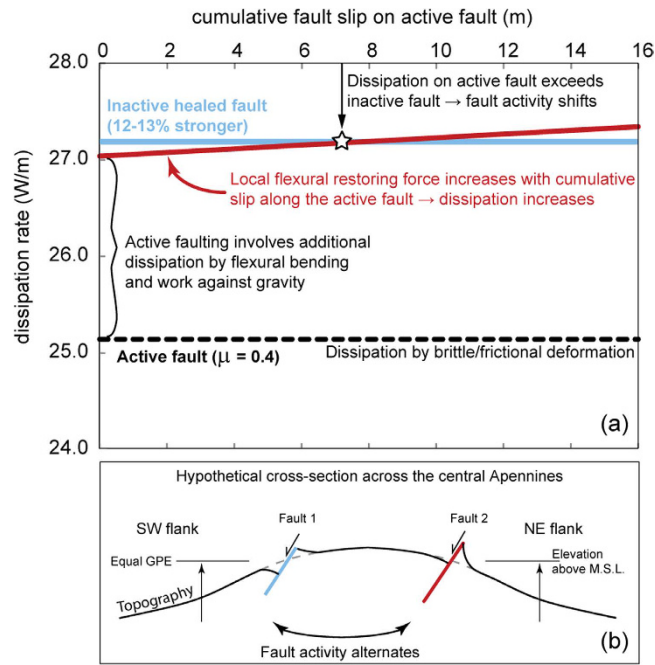 cumulative fault slip on active fault (m)
0 2 4 6 8 10 12 14 16
28.0
27.0
26.0
25.0
24.0
dissipation rate (W/m)
Dissipation on active fault exceeds
inactive fault → fault activity shifts
Inactive healed fault
(12-13% stronger)
Local flexural restoring force increases with cumulative
slip along the active fault → dissipation increases
Active faulting involves additional
dissipation by flexural bending
and work against gravity
Active fault (μ = 0.4)
Dissipation by brittle/frictional deformation
(a)
Hypothetical cross-section across the central Apennines
SW flank
Fault 1
Fault 2
NE flank
Equal GPE
Elevation
above M.S.L.
Topography
Fault activity alternates
(b)